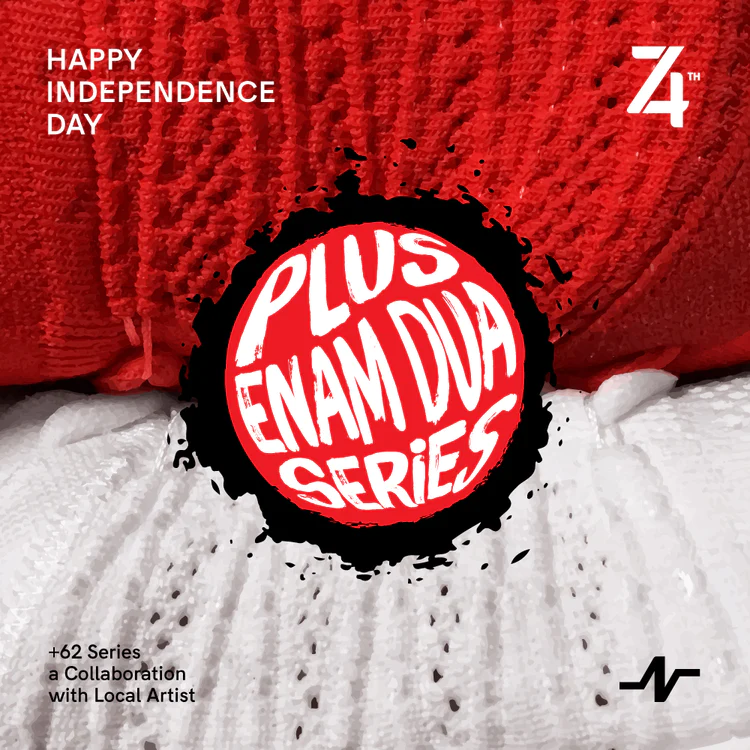 HAPPY
INDEPENDENCE
DAY
74TH
PLUS
ENAM DUA
SERiES
+62 Series
a Collaboration
with Local Artist